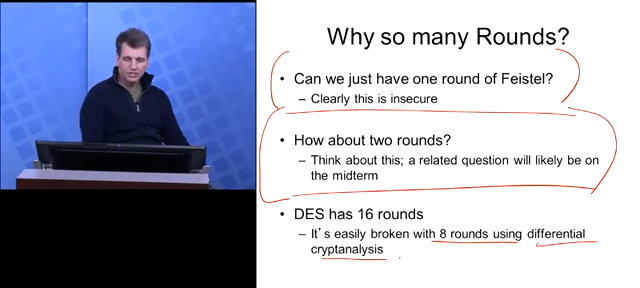 Why so many Rounds?
• Can we just have one round of Feistel?
– Clearly this is insecure
• How about two rounds?
– Think about this; a related question will likely be on
the midterm
• DES has 16 rounds
– It's easily broken with 8 rounds using differential
cryptanalysis